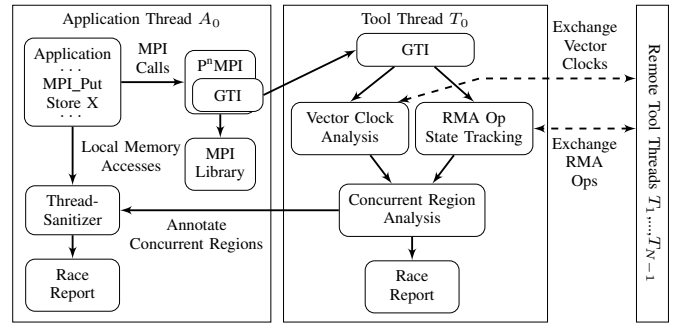 Application Thread A₀
Application
. . .
MPI_Put
Store X
. . .
MPI
Calls
PⁿMPI
GTI
MPI
Library
Local Memory
Accesses
Thread-
Sanitizer
Race
Report
Annotate
Concurrent Regions
Tool Thread T₀
GTI
Vector Clock
Analysis
RMA Op
State Tracking
Concurrent Region
Analysis
Race
Report
Exchange
Vector
Clocks
Exchange
RMA
Ops
Remote Tool Threads T₁,...,T_{N−1}